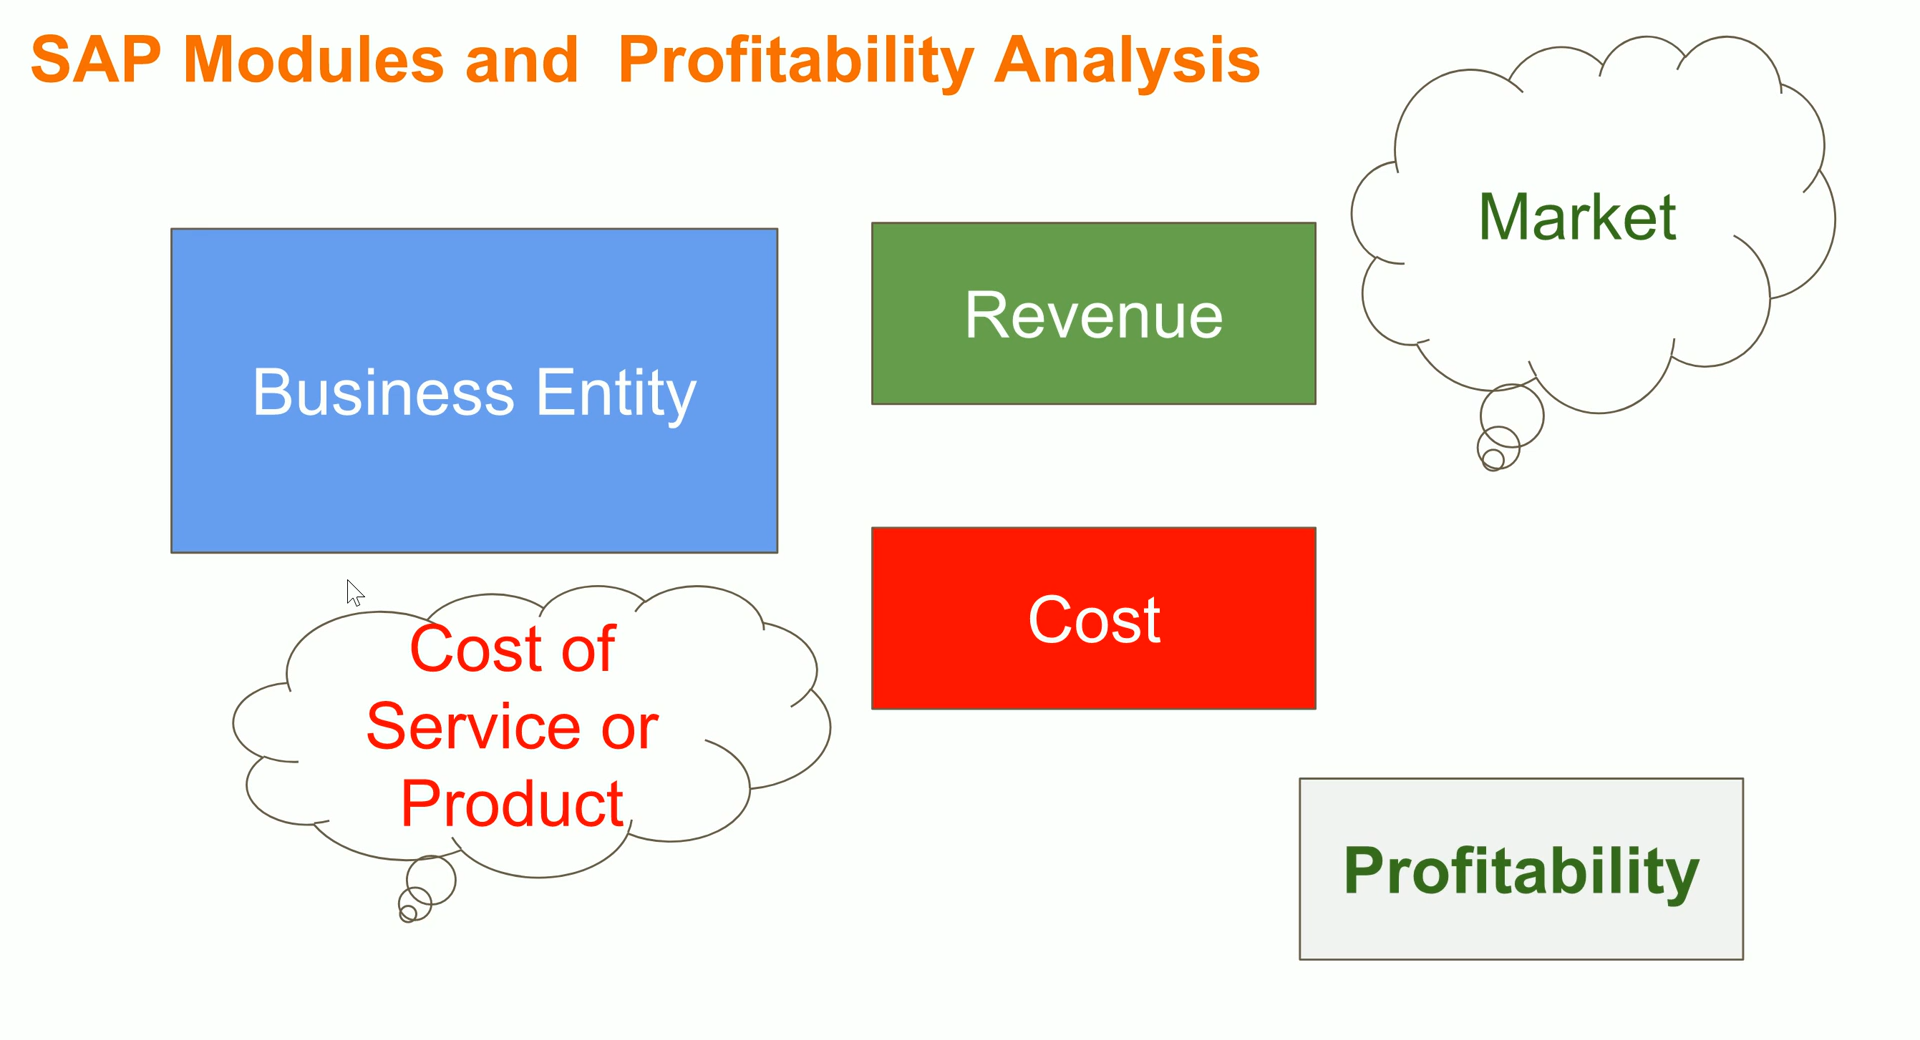 SAP Modules and  Profitability Analysis
Market
Revenue
Business Entity
Cost
Cost of
Service or
Product
Profitability